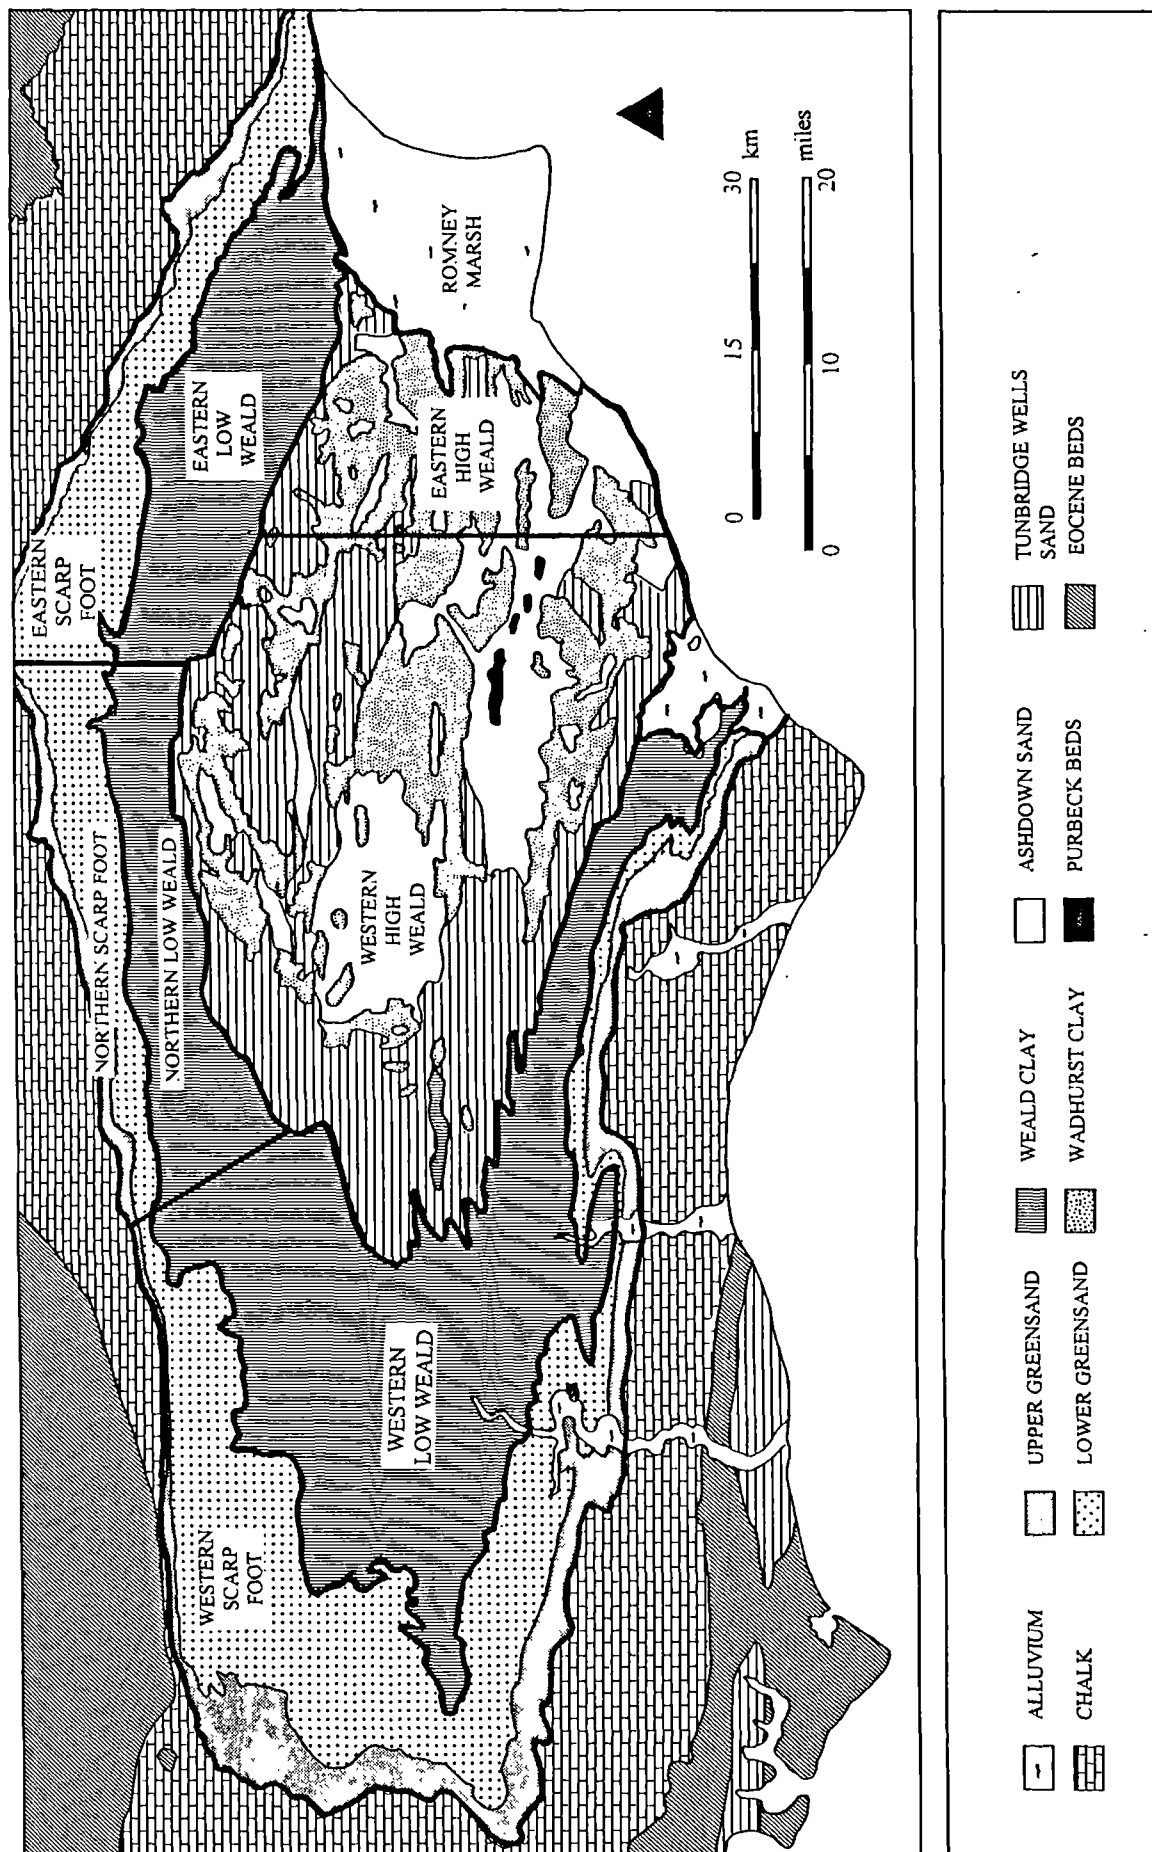 EASTERN
SCARP
FOOT
NORTHERN SCARP FOOT
WESTERN
SCARP
FOOT
NORTHERN LOW WEALD
EASTERN
LOW
WEALD
WESTERN
LOW WEALD
WESTERN
HIGH
WEALD
EASTERN
HIGH
WEALD
ROMNEY
MARSH
0
15
30
km
0
10
20
miles
ALLUVIUM
UPPER GREENSAND
WEALD CLAY
ASHDOWN SAND
TUNBRIDGE WELLS
SAND
CHALK
LOWER GREENSAND
WADHURST CLAY
PURBECK BEDS
EOCENE BEDS